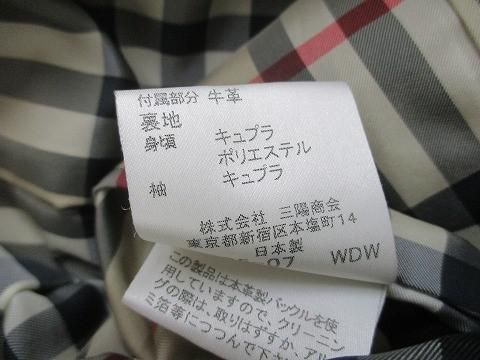 付属部分 牛革
裏地
身頃 キュプラ
ポリエステル
袖 キュプラ
株式会社 三陽商会
東京都新宿区本塩町14
日本製
07 WDW
この製品は本革製バックルを使
用していますので、クリーニン
グの際は、取りはずすか、ア
ミ箔等につつんで下